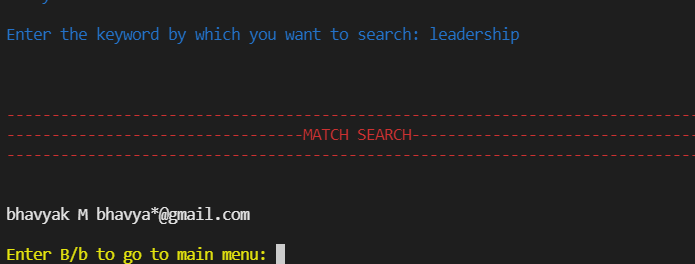 Enter the keyword by which you want to search: leadership
--------------------------------------------------------------------------------
---------------------------------MATCH SEARCH--------------------------------
--------------------------------------------------------------------------------
bhavyak M bhavya*@gmail.com
Enter B/b to go to main menu: